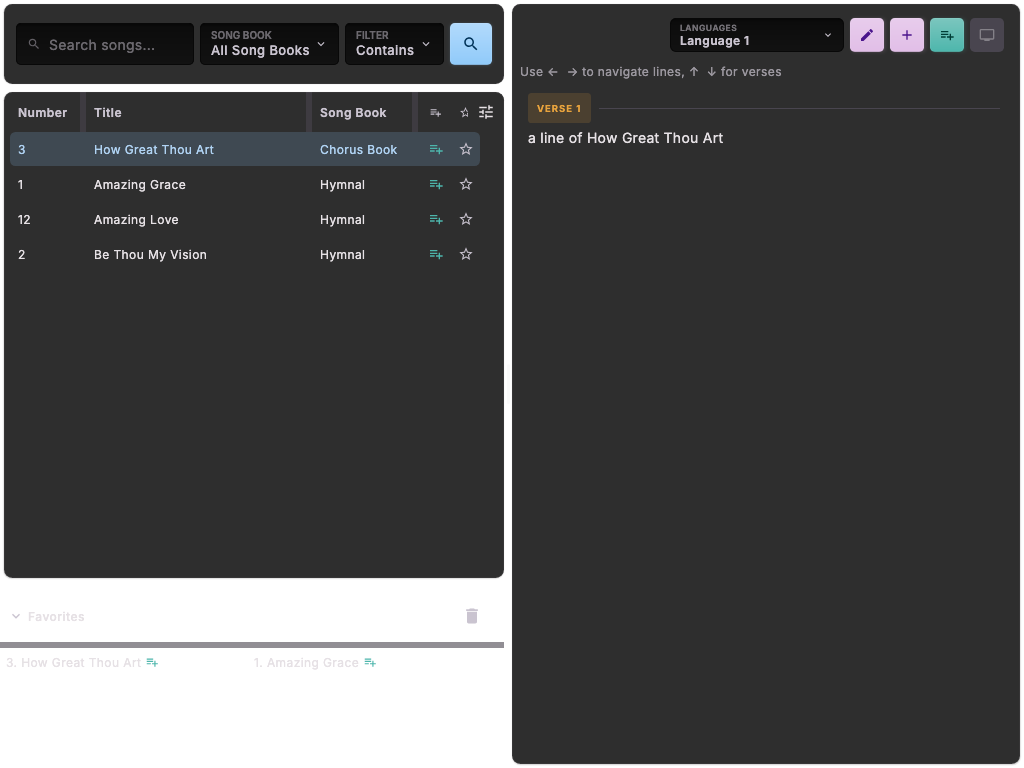 Search songs...
SONG BOOK
All Song Books
FILTER
Contains
Number Title Song Book
3 How Great Thou Art Chorus Book
1 Amazing Grace Hymnal
12 Amazing Love Hymnal
2 Be Thou My Vision Hymnal
Favorites
3. How Great Thou Art 1. Amazing Grace
LANGUAGES
Language 1
Use ← → to navigate lines, ↑ ↓ for verses
VERSE 1
a line of How Great Thou Art